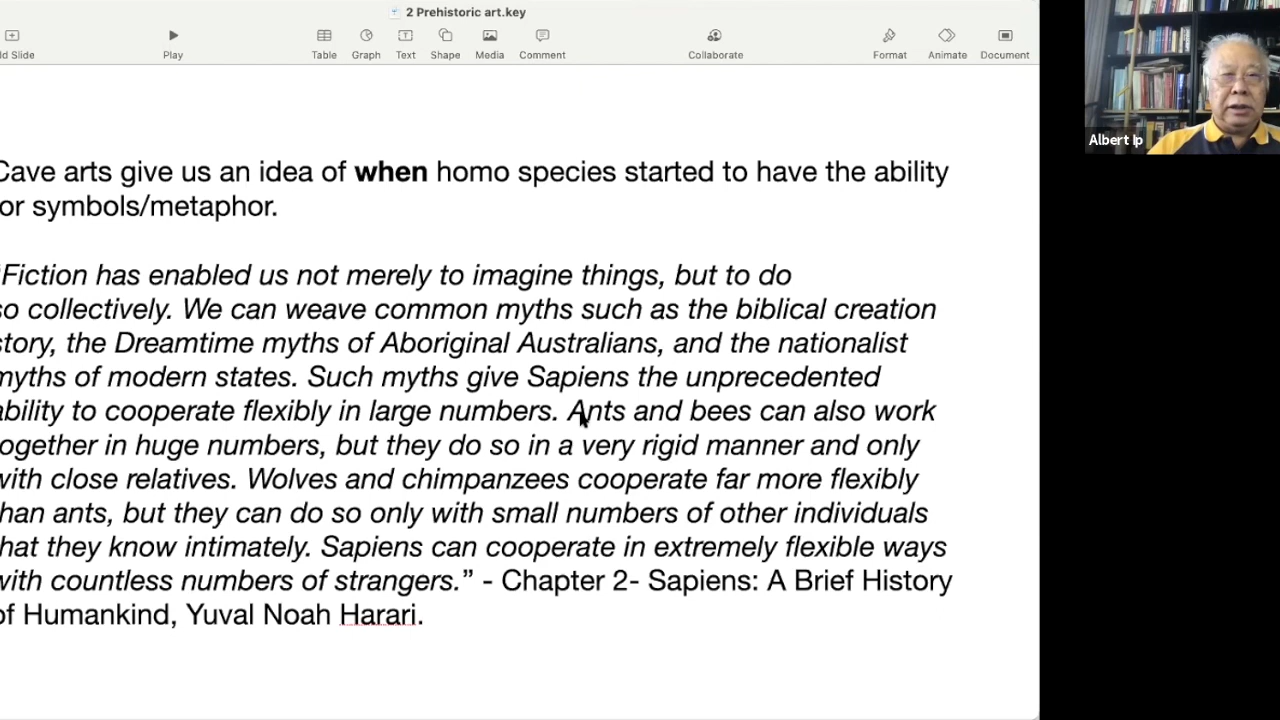 2 Prehistoric art.key
dd Slide Play Table Graph Text Shape Media Comment Collaborate Format Animate Document
Cave arts give us an idea of when homo species started to have the ability
or symbols/metaphor.
"Fiction has enabled us not merely to imagine things, but to do
so collectively. We can weave common myths such as the biblical creation
story, the Dreamtime myths of Aboriginal Australians, and the nationalist
myths of modern states. Such myths give Sapiens the unprecedented
ability to cooperate flexibly in large numbers. Ants and bees can also work
together in huge numbers, but they do so in a very rigid manner and only
with close relatives. Wolves and chimpanzees cooperate far more flexibly
than ants, but they can do so only with small numbers of other individuals
that they know intimately. Sapiens can cooperate in extremely flexible ways
with countless numbers of strangers.” - Chapter 2- Sapiens: A Brief History
of Humankind, Yuval Noah Harari.
Albert Ip